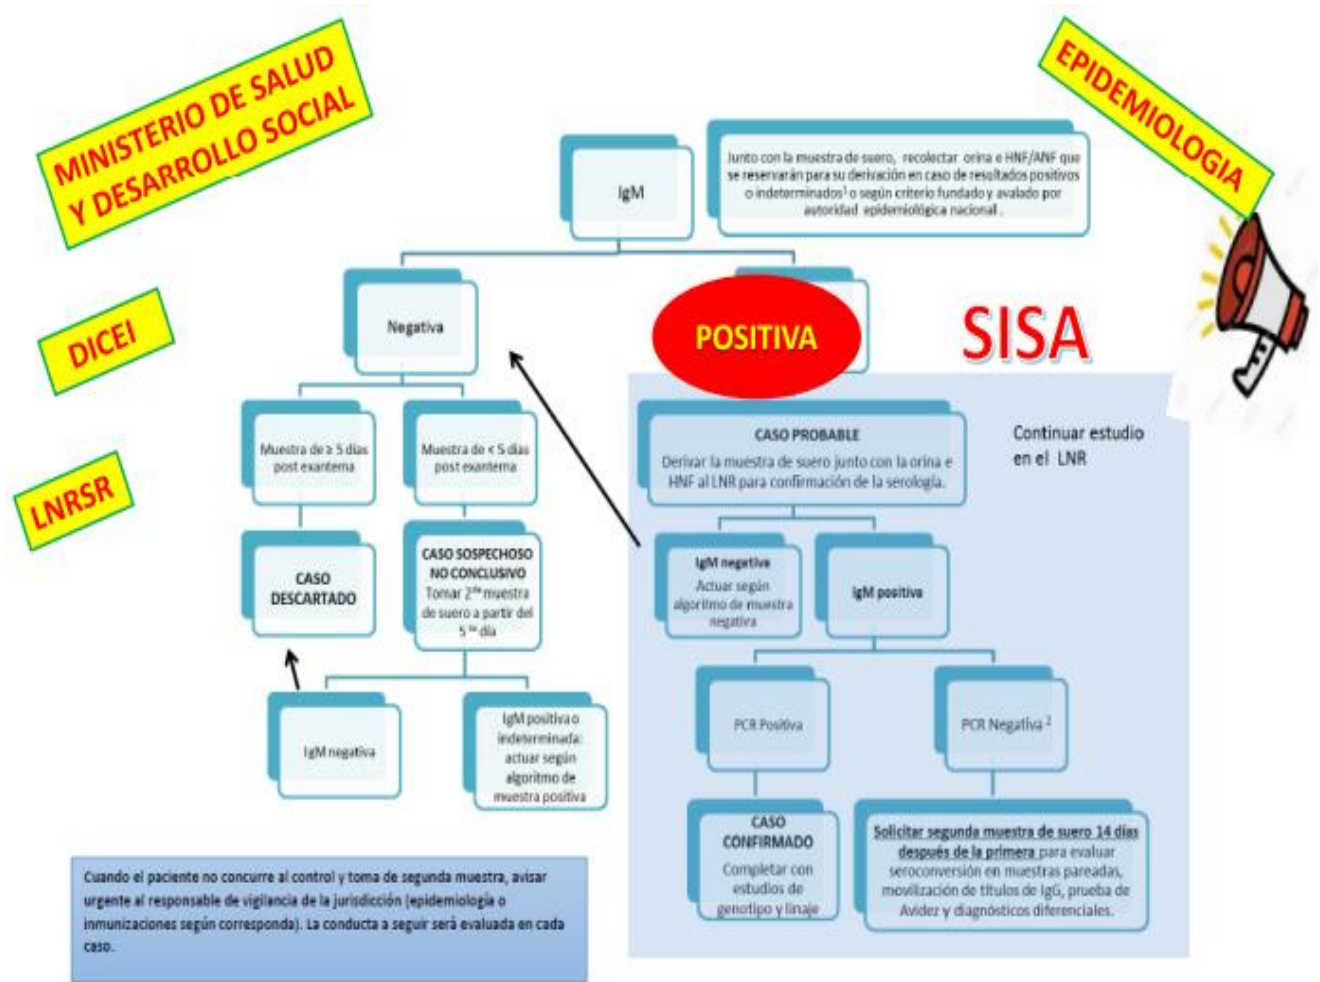 MINISTERIO DE SALUD
Y DESARROLLO SOCIAL
EPIDEMIOLOGIA
IgM
Junto con la muestra de suero, recolectar orina e HNF/ANF que
se reservarán para su derivación en caso de resultados positivos
o indeterminados¹ o según criterio fundado y avalado por
autoridad epidemiológica nacional .
DICEI
Negativa
POSITIVA
SISA
LNRSR
Muestra de ≥ 5 días
post exantema
Muestra de < 5 días
post exantema
CASO PROBABLE
Derivar la muestra de suero junto con la orina e
HNF al LNR para confirmación de la serología.
Continuar estudio
en el LNR
CASO
DESCARTADO
CASO SOSPECHOSO
NO CONCLUSIVO
Tomar 2da muestra
de suero a partir del
5 to día
IgM negativa
Actuar según
algoritmo de muestra
negativa
IgM positiva
IgM negativa
IgM positiva o
indeterminada:
actuar según
algoritmo de
muestra positiva
PCR Positiva
PCR Negativa ²
CASO
CONFIRMADO
Completar con
estudios de
genotipo y linaje
Solicitar segunda muestra de suero 14 días
después de la primera para evaluar
seroconversión en muestras pareadas,
movilización de títulos de IgG, prueba de
Avidez y diagnósticos diferenciales.
Cuando el paciente no concurre al control y toma de segunda muestra, avisar
urgente al responsable de vigilancia de la jurisdicción (epidemiología o
inmunizaciones según corresponda). La conducta a seguir será evaluada en cada
caso.